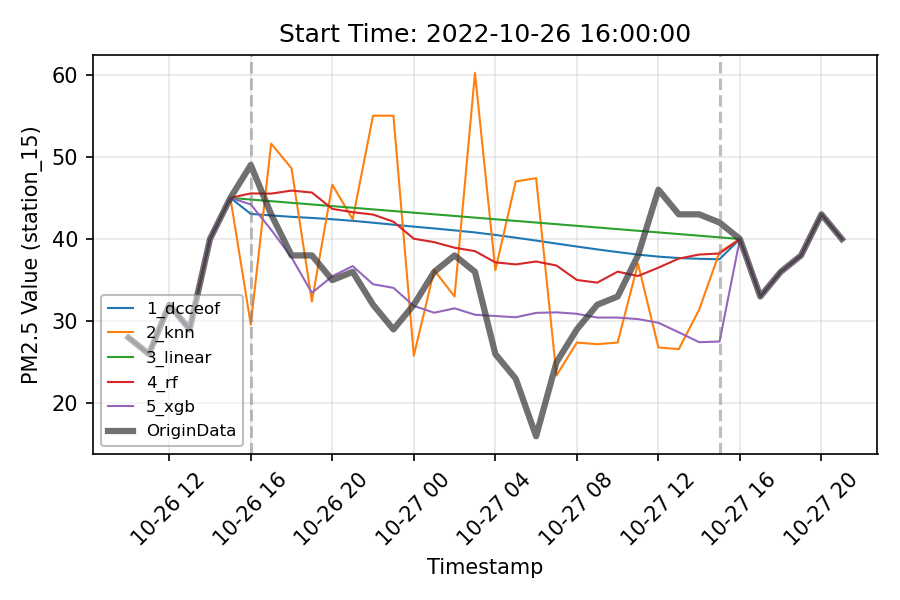 Start Time: 2022-10-26 16:00:00
PM2.5 Value (station_15)
60
50
40
30
20
1_dcceof
2_knn
3_linear
4_rf
5_xgb
OriginData
10-26 12
10-26 16
10-26 20
10-27 00
10-27 04
10-27 08
10-27 12
10-27 16
10-27 20
Timestamp